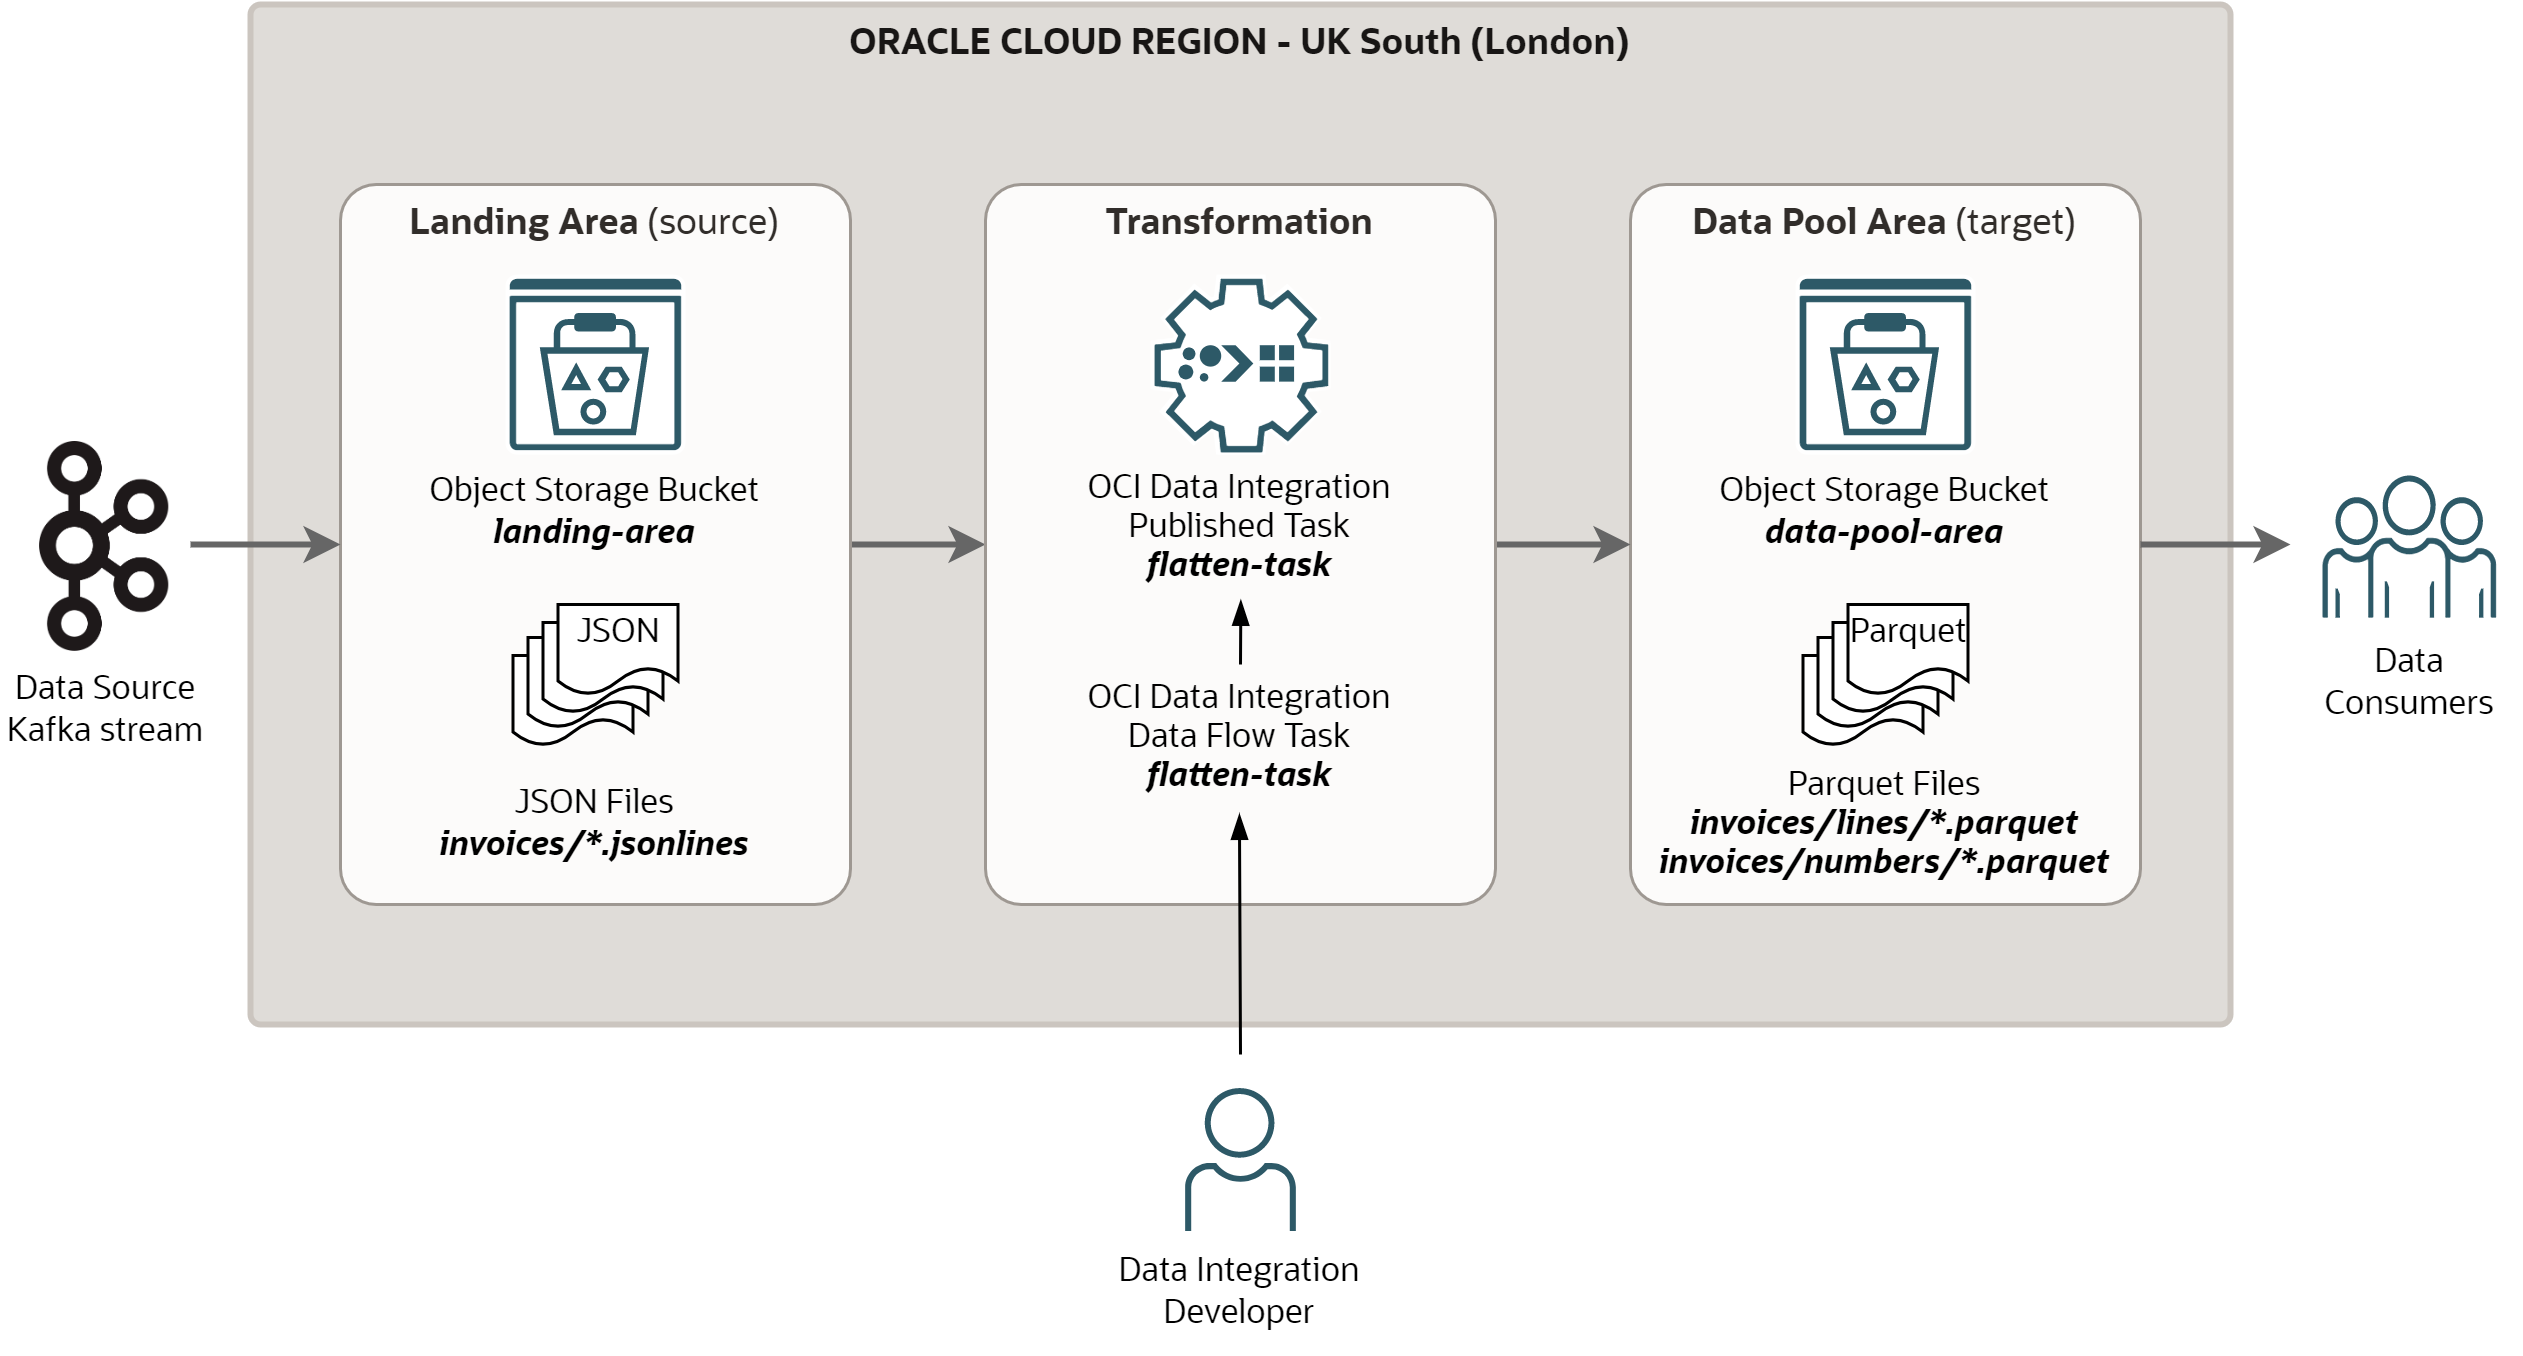 ORACLE CLOUD REGION - UK South (London)
Data Source
Kafka stream
Landing Area (source)
Object Storage Bucket
landing-area
JSON
JSON Files
invoices/*.jsonlines
Transformation
OCI Data Integration
Published Task
flatten-task
OCI Data Integration
Data Flow Task
flatten-task
Data Pool Area (target)
Object Storage Bucket
data-pool-area
Parquet
Parquet Files
invoices/lines/*.parquet
invoices/numbers/*.parquet
Data
Consumers
Data Integration
Developer